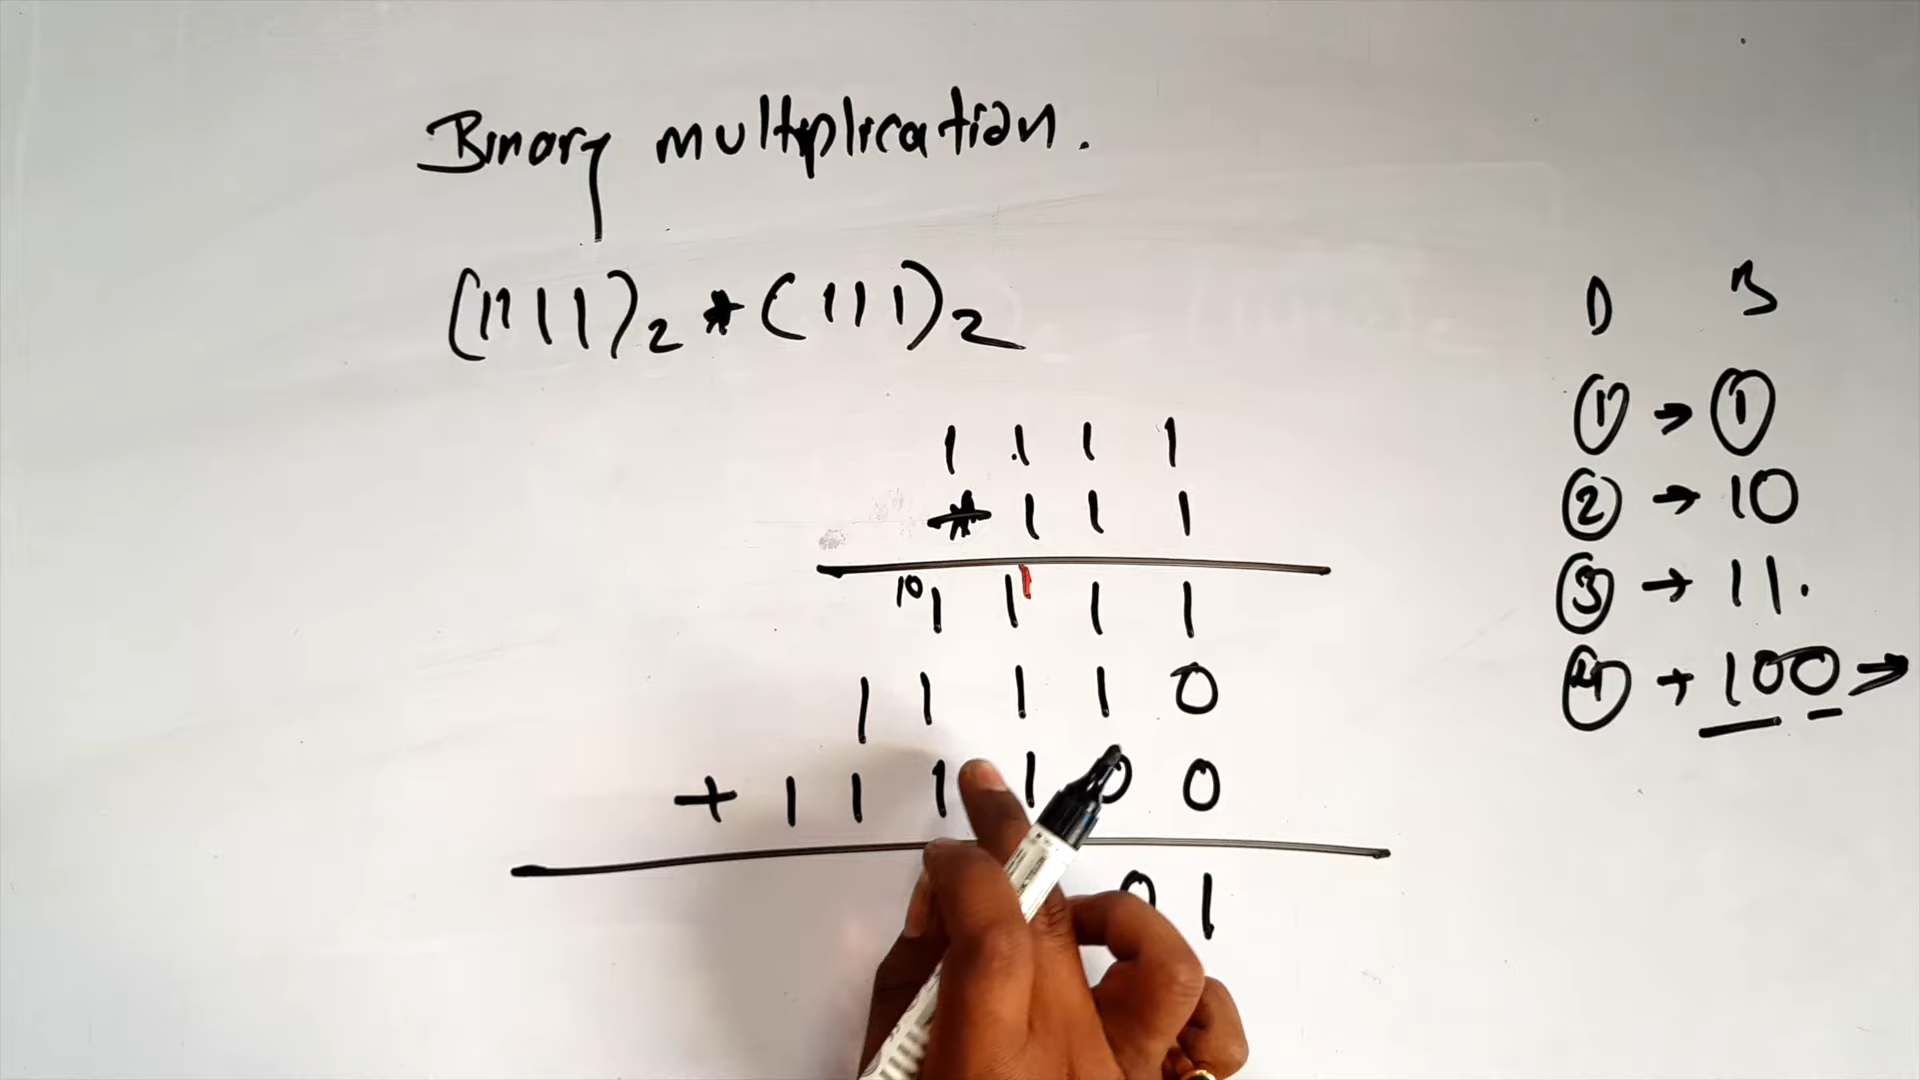 Binary multiplication.
(1111)2 * (111)2
1 1 1 1
* 1 1 1
10 1 1 1 1 1
1 1 1 1 0
+ 1 1 1 1 0 0
0 1
D B
1 → 1
2 → 10
3 → 11.
4 → 100 →